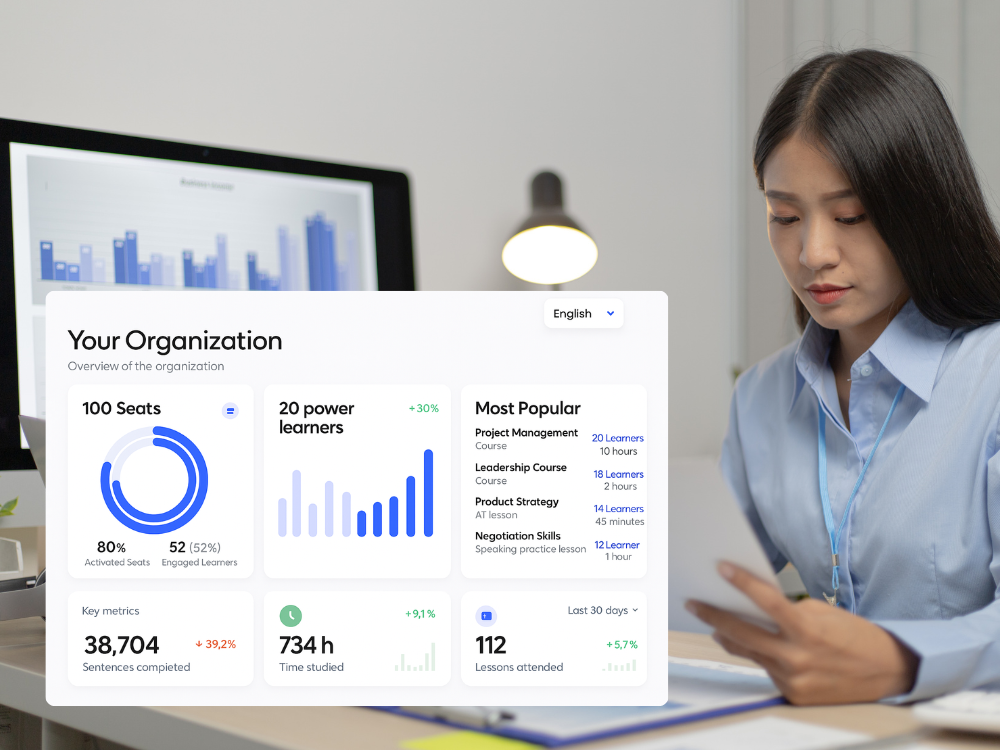 English
Your Organization
Overview of the organization
100 Seats
80%
Activated Seats
52 (52%)
Engaged Learners
20 power
learners
+30%
Most Popular
Project Management
Course
20 Learners
10 hours
Leadership Course
Course
18 Learners
2 hours
Product Strategy
AT lesson
14 Learners
45 minutes
Negotiation Skills
Speaking practice lesson
12 Learner
1 hour
Key metrics
38,704
↓ 39,2%
Sentences completed
+9,1%
734 h
Time studied
Last 30 days
112
+5,7%
Lessons attended